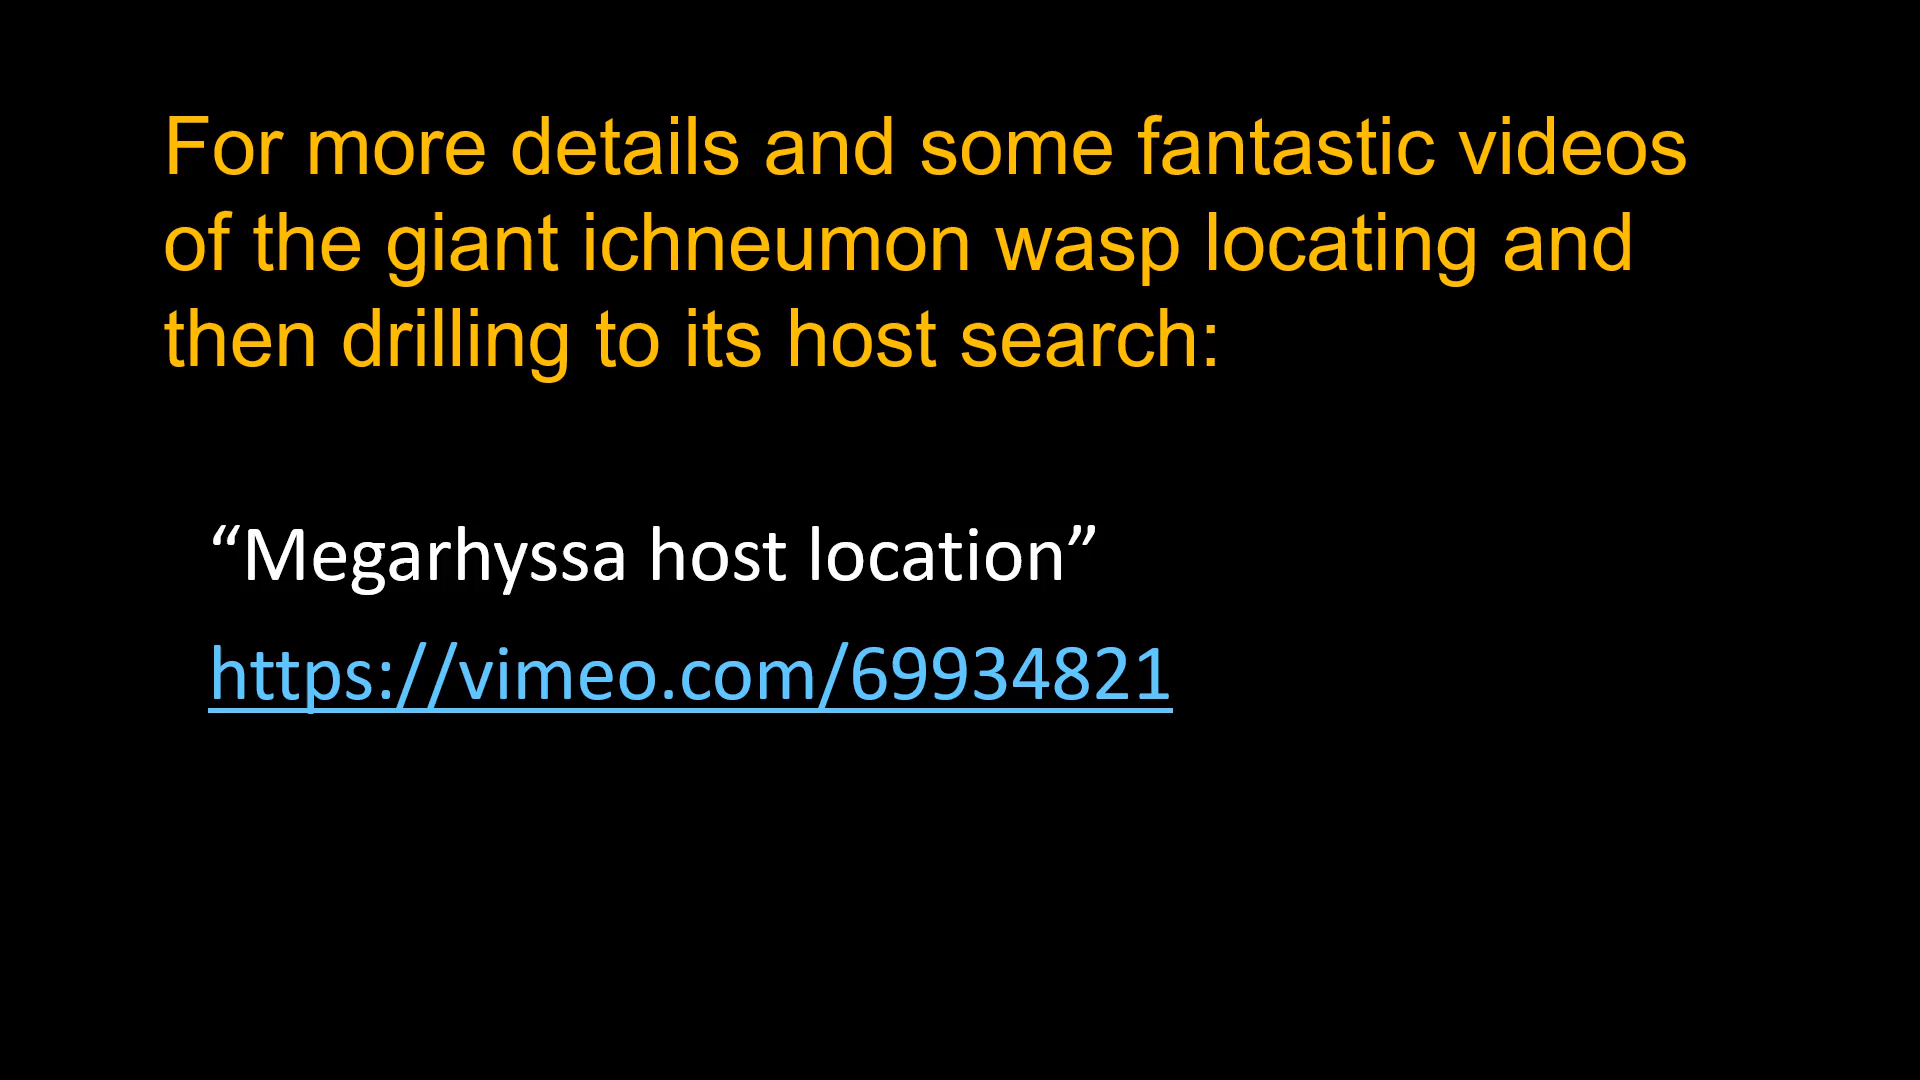 For more details and some fantastic videos
of the giant ichneumon wasp locating and
then drilling to its host search:
“Megarhyssa host location”
https://vimeo.com/69934821